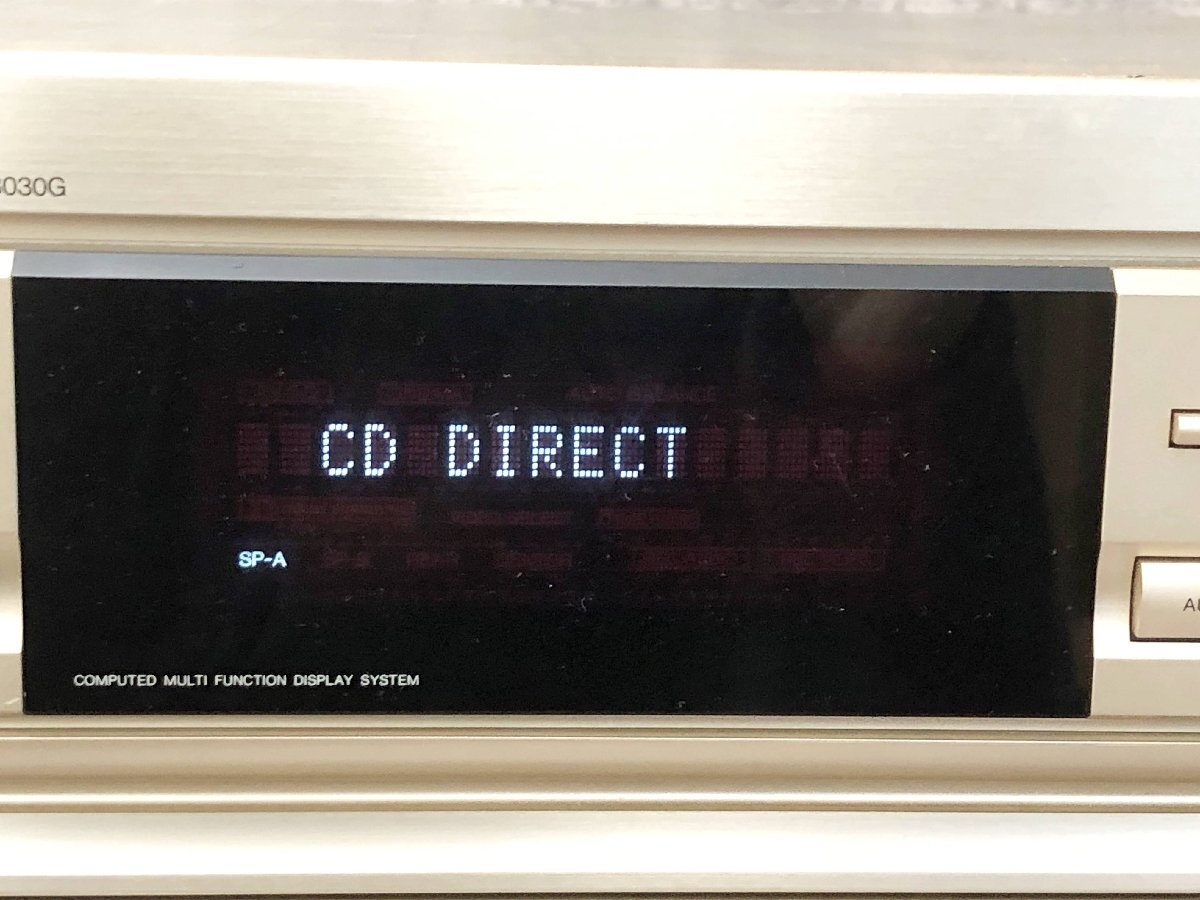 3030G
CD DIRECT
SP-A
COMPUTED MULTI FUNCTION DISPLAY SYSTEM